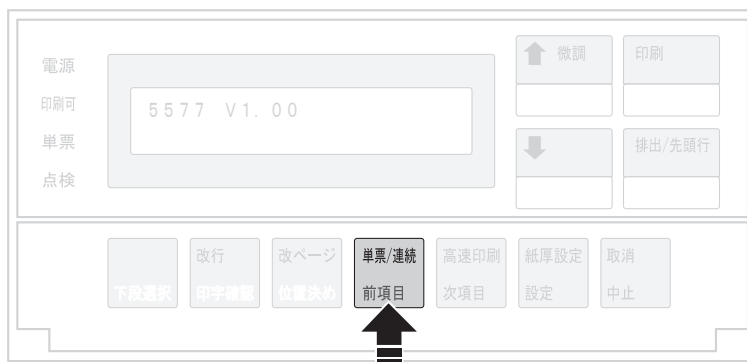 電源
印刷可
単票
点検
5577 V1.00
微調
印刷
排出/先頭行
下段選択
改行
印字確認
改ページ
位置決め
単票/連続
前項目
高速印刷
次項目
紙厚設定
設定
取消
中止